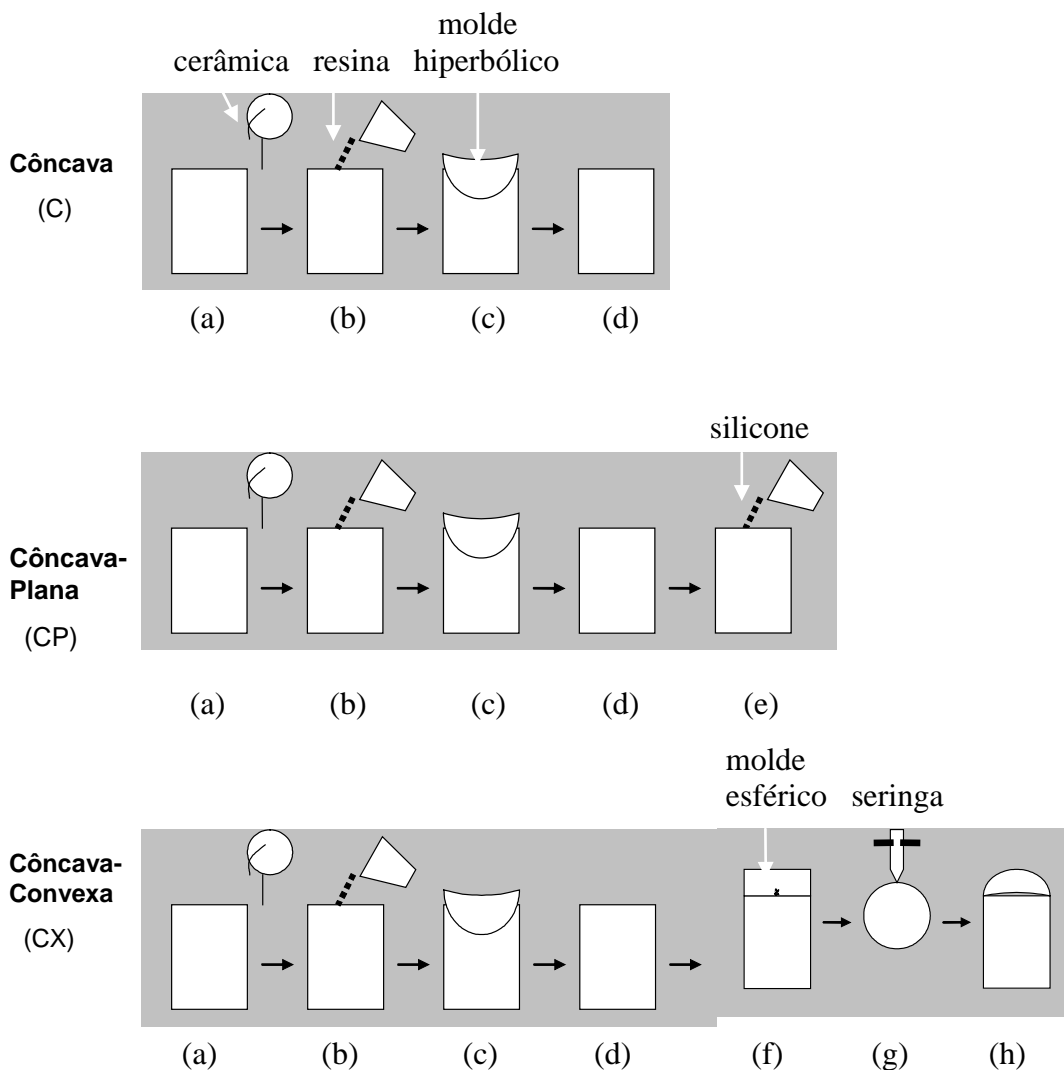 molde
cerâmica resina hiperbólico
Côncava
(C)
(a) (b) (c) (d)
silicone
Côncava-
Plana
(CP)
(a) (b) (c) (d) (e)
molde
esférico seringa
Côncava-
Convexa
(CX)
(a) (b) (c) (d) (f) (g) (h)